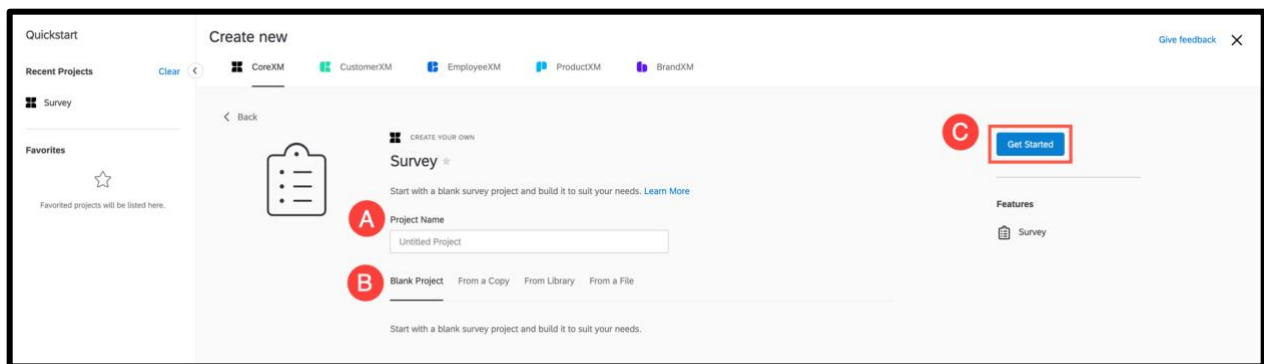 Quickstart
Create new
Give feedback
Recent Projects Clear
CoreXM CustomerXM EmployeeXM ProductXM BrandXM
Survey
Back
Favorites
Favorited projects will be listed here.
CREATE YOUR OWN
Survey
Start with a blank survey project and build it to suit your needs. Learn More
A Project Name
Untitled Project
B Blank Project From a Copy From Library From a File
Start with a blank survey project and build it to suit your needs.
C Get Started
Features
Survey